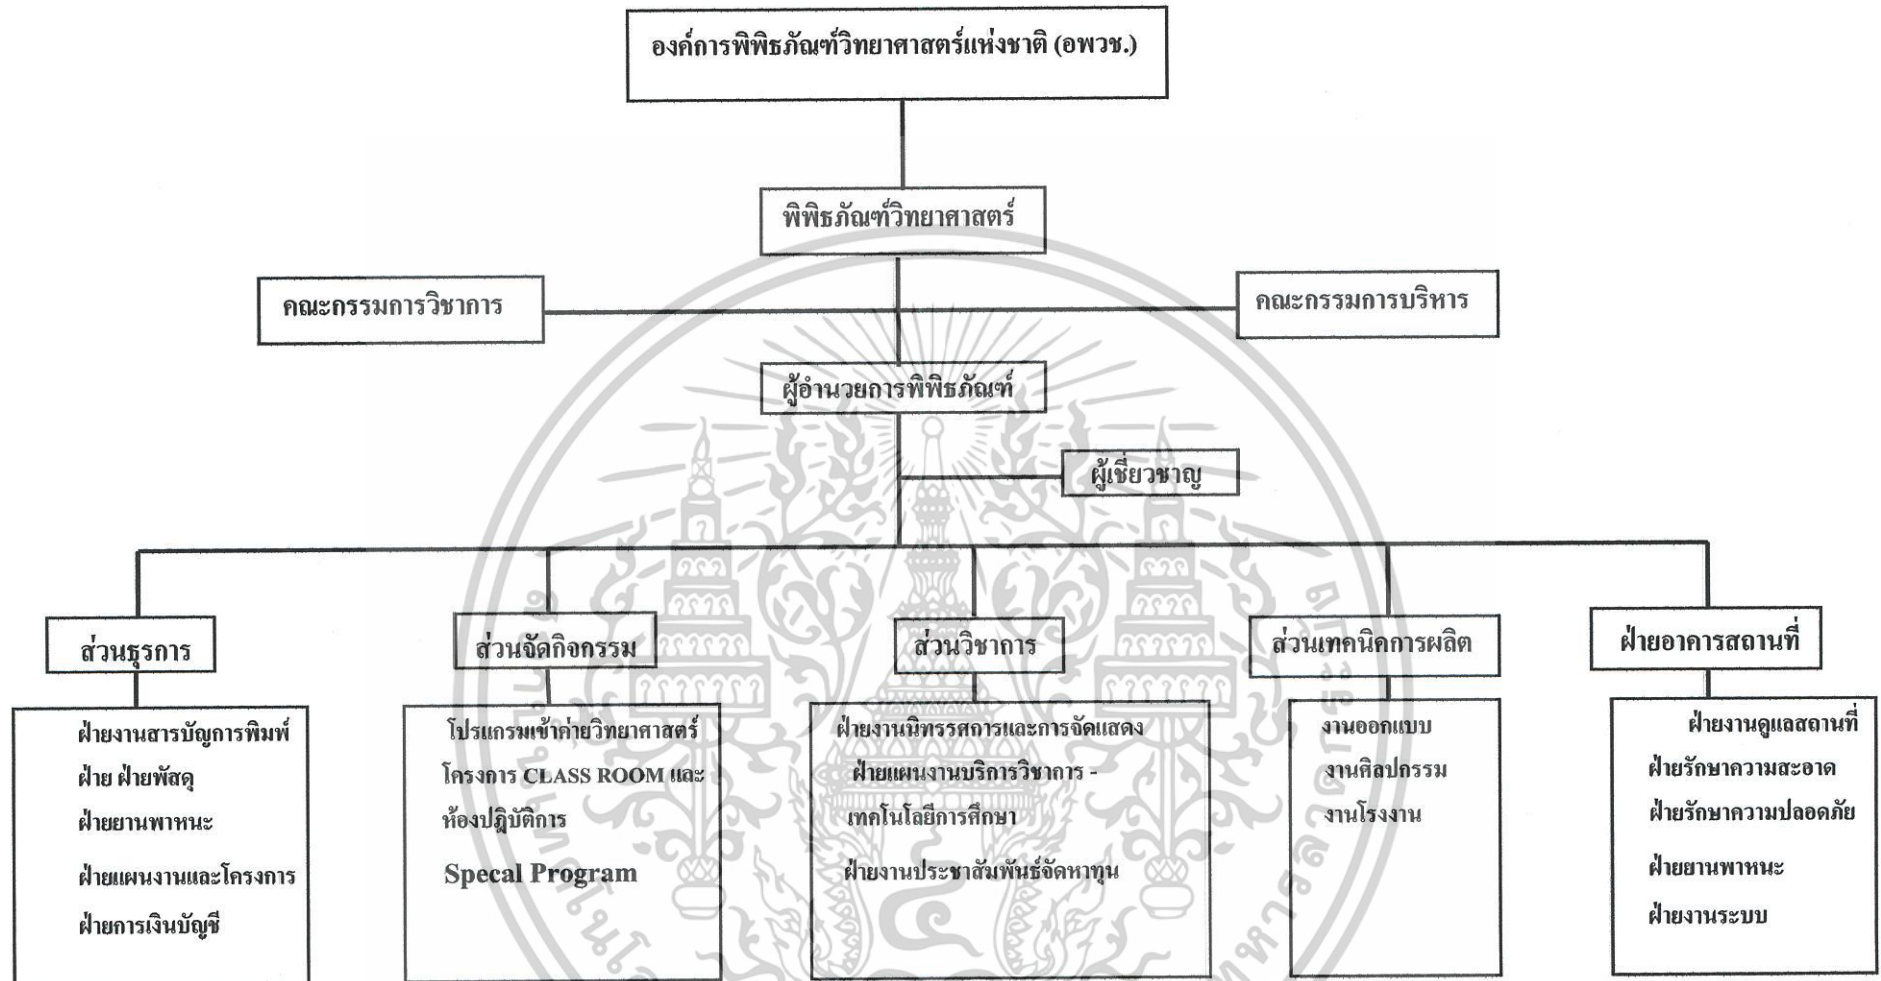 องค์การพิพิธภัณฑ์วิทยาศาสตร์แห่งชาติ (อพวช.)
พิพิธภัณฑ์วิทยาศาสตร์
คณะกรรมการวิชาการ
คณะกรรมการบริหาร
ผู้อำนวยการพิพิธภัณฑ์
ผู้เชี่ยวชาญ
ส่วนธุรการ
ส่วนจัดกิจกรรม
ส่วนวิชาการ
ส่วนเทคนิคการผลิต
ฝ่ายอาคารสถานที่
ฝ่ายงานสารบัญการพิมพ์
ฝ่าย ฝ่ายพัสดุ
ฝ่ายยานพาหนะ
ฝ่ายแผนงานและโครงการ
ฝ่ายการเงินบัญชี
โปรแกรมเข้าค่ายวิทยาศาสตร์
โครงการ CLASS ROOM และ
ห้องปฎิบัติการ
Specal Program
ฝ่ายงานนิทรรศการและการจัดแสดง
ฝ่ายแผนงานบริการวิชาการ -
เทคโนโลยีการศึกษา
ฝ่ายงานประชาสัมพันธ์จัดหาทุน
งานออกแบบ
งานศิลปกรรม
งานโรงงาน
ฝ่ายงานดูแลสถานที่
ฝ่ายรักษาความสะอาด
ฝ่ายรักษาความปลอดภัย
ฝ่ายยานพาหนะ
ฝ่ายงานระบบ